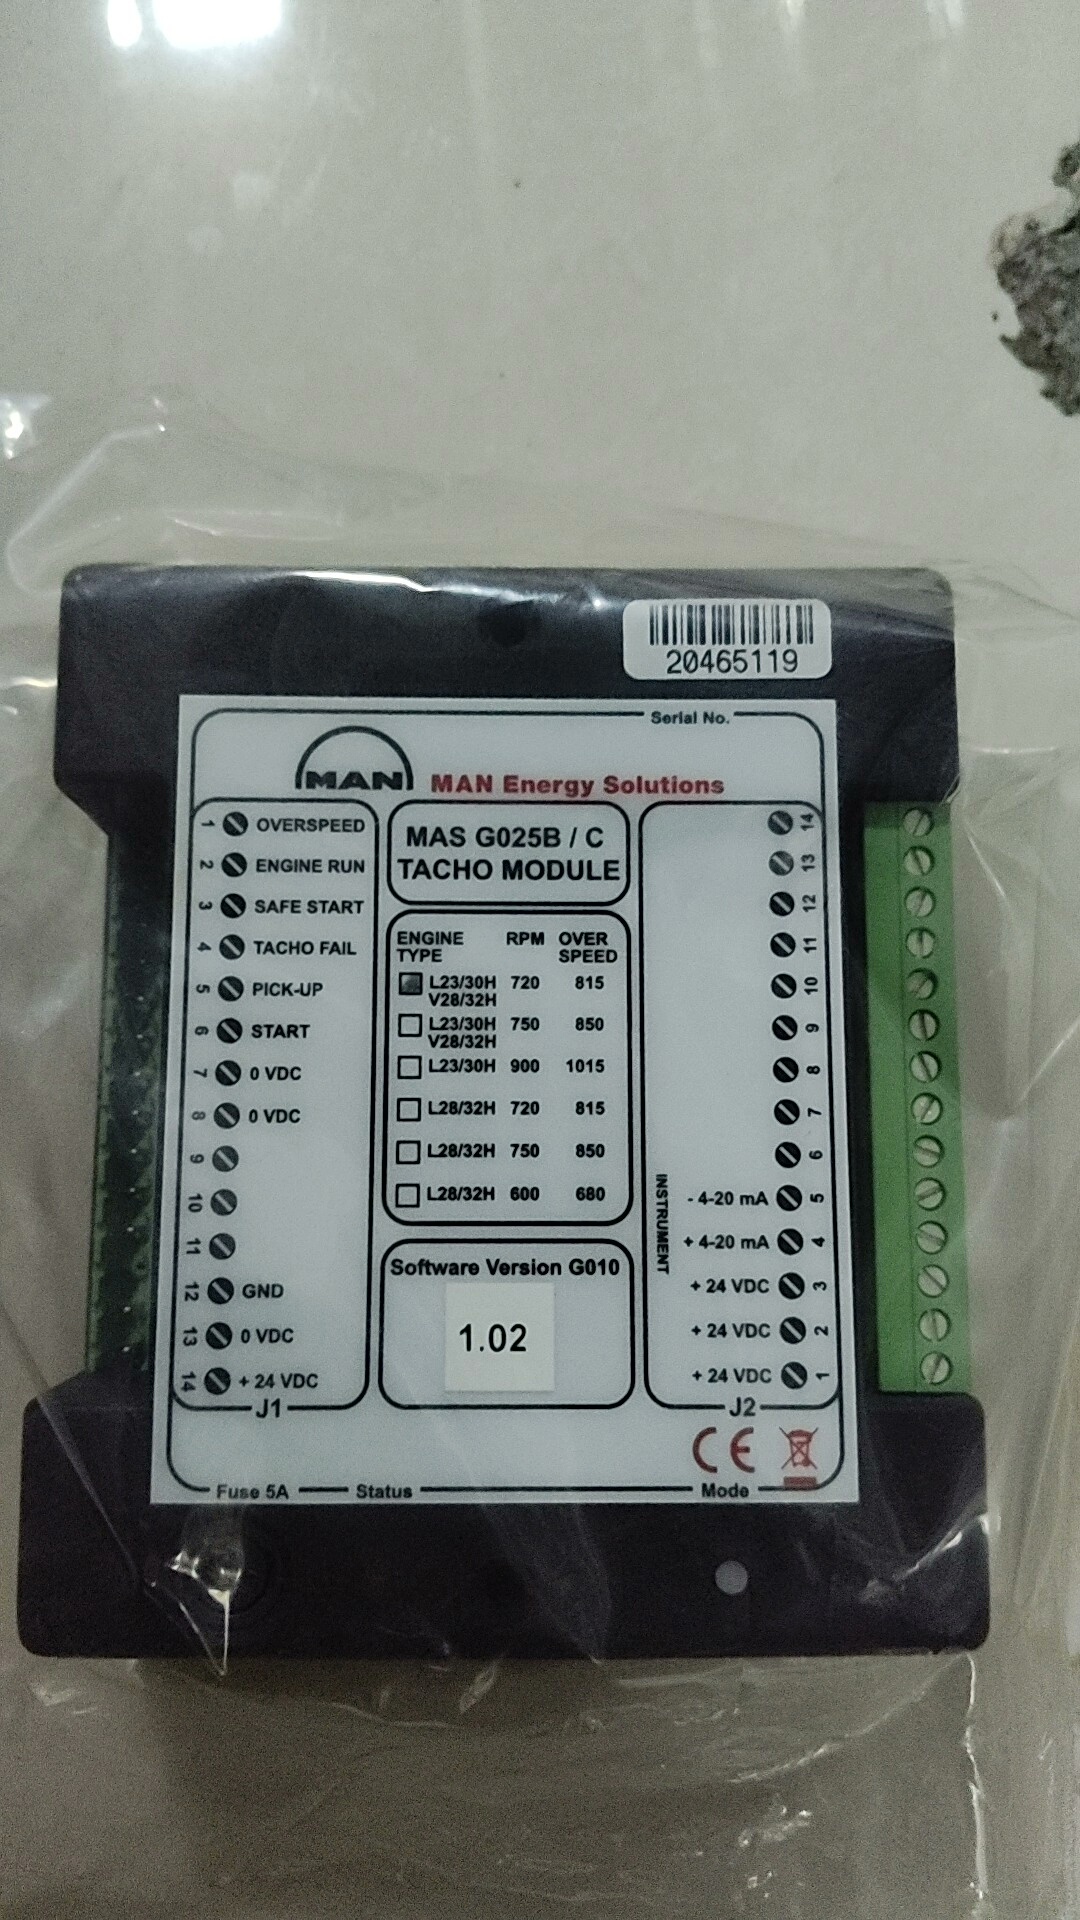 20465119
Serial No.
MAN
MAN Energy Solutions
1 OVERSPEED
2 ENGINE RUN
3 SAFE START
4 TACHO FAIL
5 PICK-UP
6 START
7 0 VDC
8 0 VDC
9
10
11
12 GND
13 0 VDC
14 + 24 VDC
J1
MAS G025B / C
TACHO MODULE
ENGINE TYPE RPM OVER SPEED
L23/30H V28/32H 720 815
L23/30H V28/32H 750 850
L23/30H 900 1015
L28/32H 720 815
L28/32H 750 850
L28/32H 600 680
Software Version G010
1.02
14
13
12
11
10
9
8
7
6
INSTRUMENT
- 4-20 mA 5
+ 4-20 mA 4
+ 24 VDC 3
+ 24 VDC 2
+ 24 VDC 1
J2
CE
Fuse 5A
Status
Mode